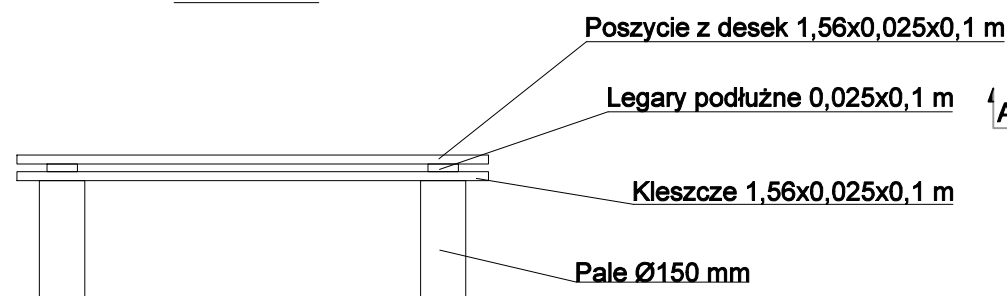 Poszycie z desek 1,56x0,025x0,1 m
Legary podłużne 0,025x0,1 m
A
Kleszcze 1,56x0,025x0,1 m
Pale Ø150 mm